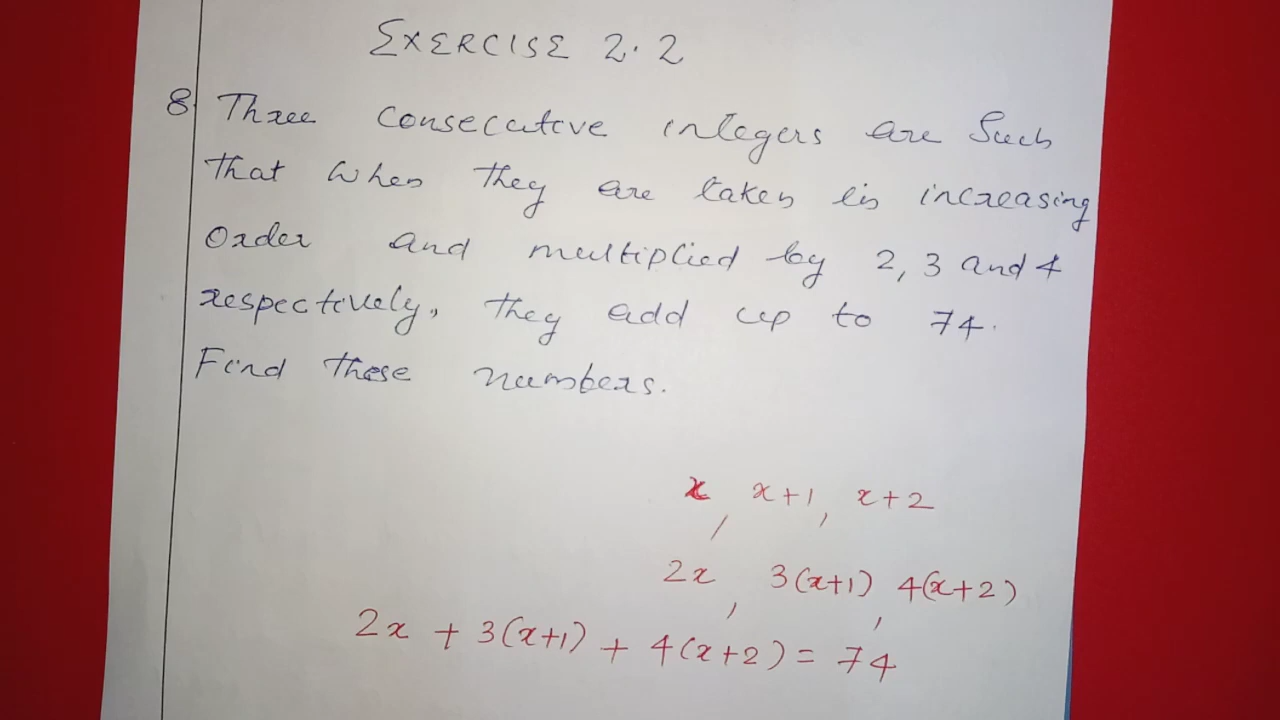 EXERCISE 2.2
8 Three consecutive integers are such
that when they are taken in increasing
order and multiplied by 2, 3 and 4
respectively, they add up to 74.
Find these numbers.
x, x+1, x+2
2x, 3(x+1), 4(x+2)
2x + 3(x+1) + 4(x+2) = 74